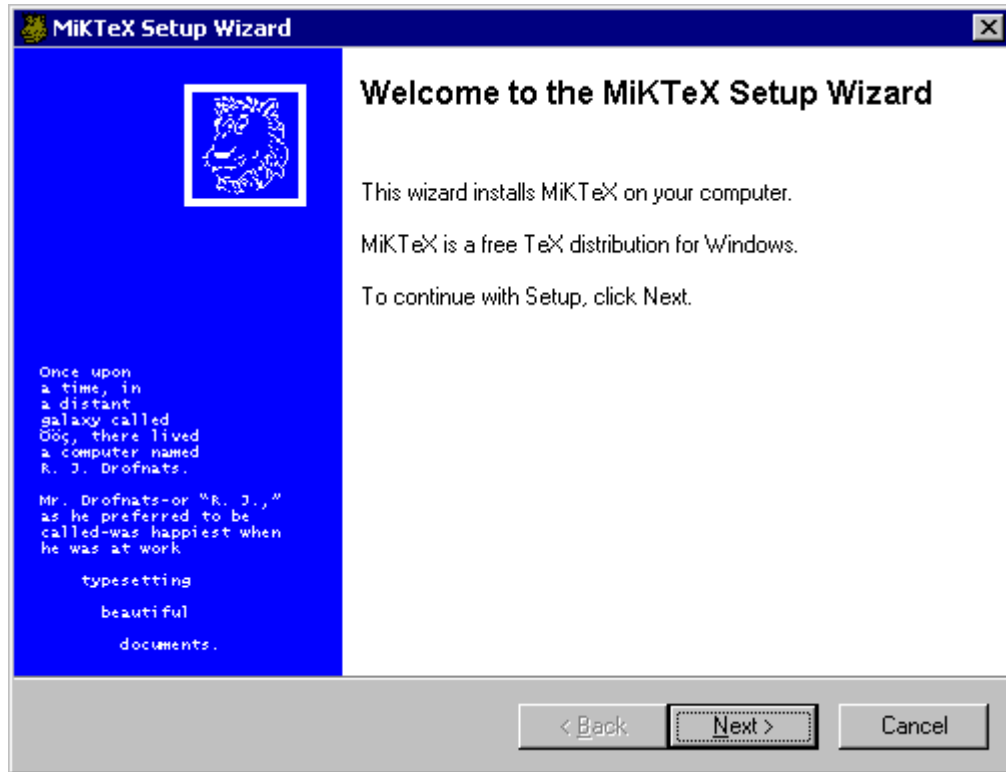 MiKTeX Setup Wizard
Welcome to the MiKTeX Setup Wizard
This wizard installs MiKTeX on your computer.
MiKTeX is a free TeX distribution for Windows.
To continue with Setup, click Next.
Once upon
a time, in
a distant
galaxy called
Ööç, there lived
a computer named
R. J. Drofnats.
Mr. Drofnats-or “R. J.,”
as he preferred to be
called-was happiest when
he was at work
typesetting
beautiful
documents.
< Back
Next >
Cancel